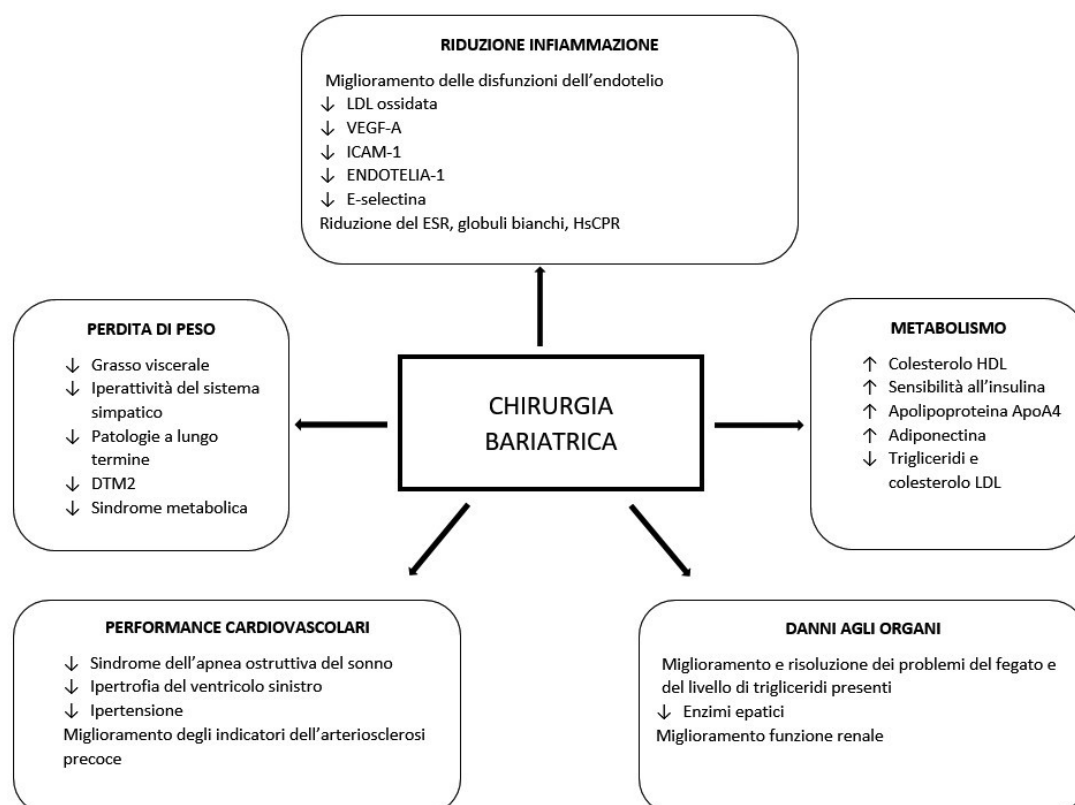 RIDUZIONE INFIAMMAZIONE
Miglioramento delle disfunzioni dell'endotelio
↓ LDL ossidata
↓ VEGF-A
↓ ICAM-1
↓ ENDOTELIA-1
↓ E-selectina
Riduzione del ESR, globuli bianchi, HsCPR
PERDITA DI PESO
↓ Grasso viscerale
↓ Iperattività del sistema
simpatico
↓ Patologie a lungo
termine
↓ DTM2
↓ Sindrome metabolica
CHIRURGIA
BARIATRICA
METABOLISMO
↑ Colesterolo HDL
↑ Sensibilità all'insulina
↑ Apolipoproteina ApoA4
↑ Adiponectina
↓ Trigliceridi e
colesterolo LDL
PERFORMANCE CARDIOVASCOLARI
↓ Sindrome dell'apnea ostruttiva del sonno
↓ Ipertrofia del ventricolo sinistro
↓ Ipertensione
Miglioramento degli indicatori dell'arteriosclerosi
precoce
DANNI AGLI ORGANI
Miglioramento e risoluzione dei problemi del fegato e
del livello di trigliceridi presenti
↓ Enzimi epatici
Miglioramento funzione renale